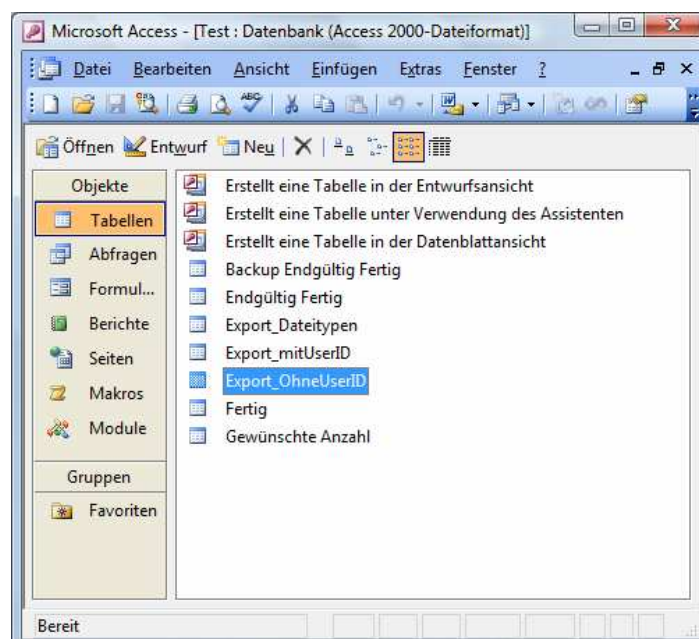 Microsoft Access - [Test : Datenbank (Access 2000-Dateiformat)]
Datei Bearbeiten Ansicht Einfügen Extras Fenster ?
Öffnen Entwurf Neu
Objekte
Tabellen
Abfragen
Formul...
Berichte
Seiten
Makros
Module
Gruppen
Favoriten
Erstellt eine Tabelle in der Entwurfsansicht
Erstellt eine Tabelle unter Verwendung des Assistenten
Erstellt eine Tabelle in der Datenblattansicht
Backup Endgültig Fertig
Endgültig Fertig
Export_Dateitypen
Export_mitUserID
Export_OhneUserID
Fertig
Gewünschte Anzahl
Bereit